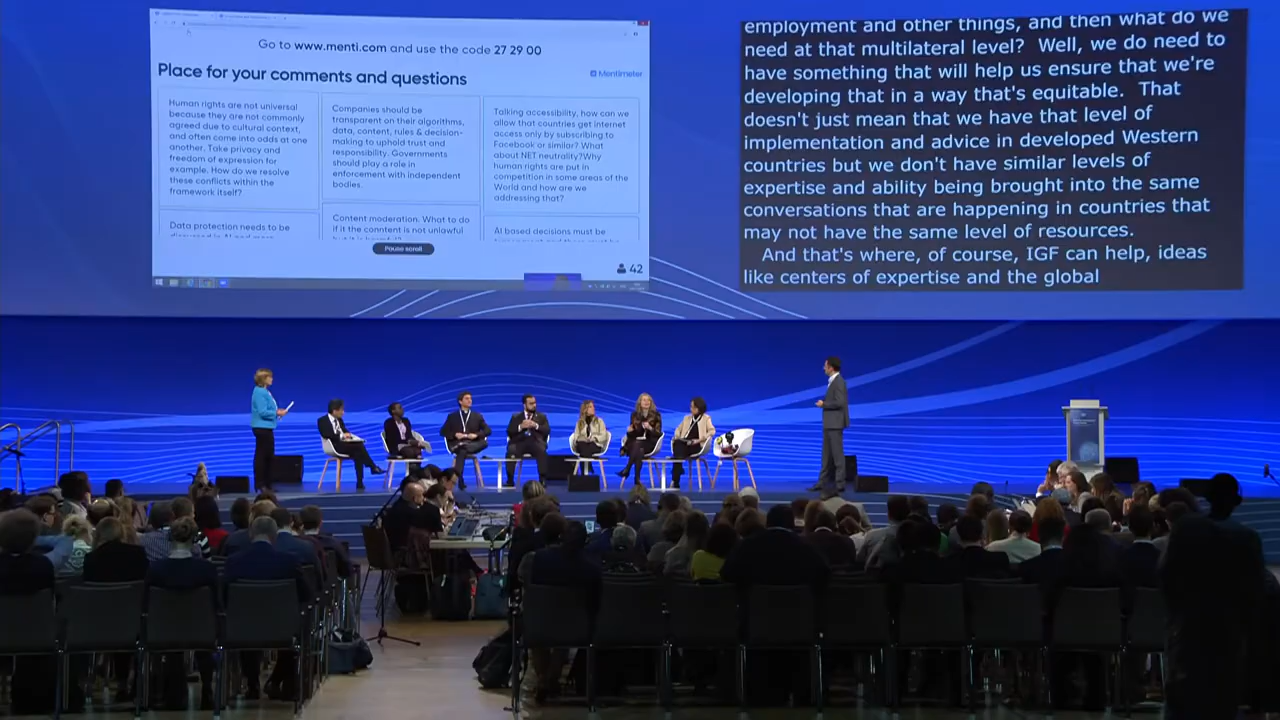 Go to www.menti.com and use the code 27 29 00
Place for your comments and questions
Mentimeter
Human rights are not universal
because they are not commonly
agreed due to cultural context,
and often come into odds at one
another. Take privacy and
freedom of expression for
example. How do we resolve
these conflicts within the
framework itself?
Data protection needs to be
Companies should be
transparent on their algorithms,
data, content, rules & decision-
making to uphold trust and
responsibility. Governments
should play a role in
enforcement with independent
bodies.
Content moderation. What to do
if it the conntent is not unlawful
Talking accessibility, how can we
allow that countries get internet
access only by subscribing to
Facebook or similar? What
about NET neutrality?Why
human rights are put in
competition in some areas of the
World and how are we
addressing that?
AI based decisions must be
Pause scroll
42
employment and other things, and then what do we
need at that multilateral level? Well, we do need to
have something that will help us ensure that we're
developing that in a way that's equitable. That
doesn't just mean that we have that level of
implementation and advice in developed Western
countries but we don't have similar levels of
expertise and ability being brought into the same
conversations that are happening in countries that
may not have the same level of resources.
And that's where, of course, IGF can help, ideas
like centers of expertise and the global